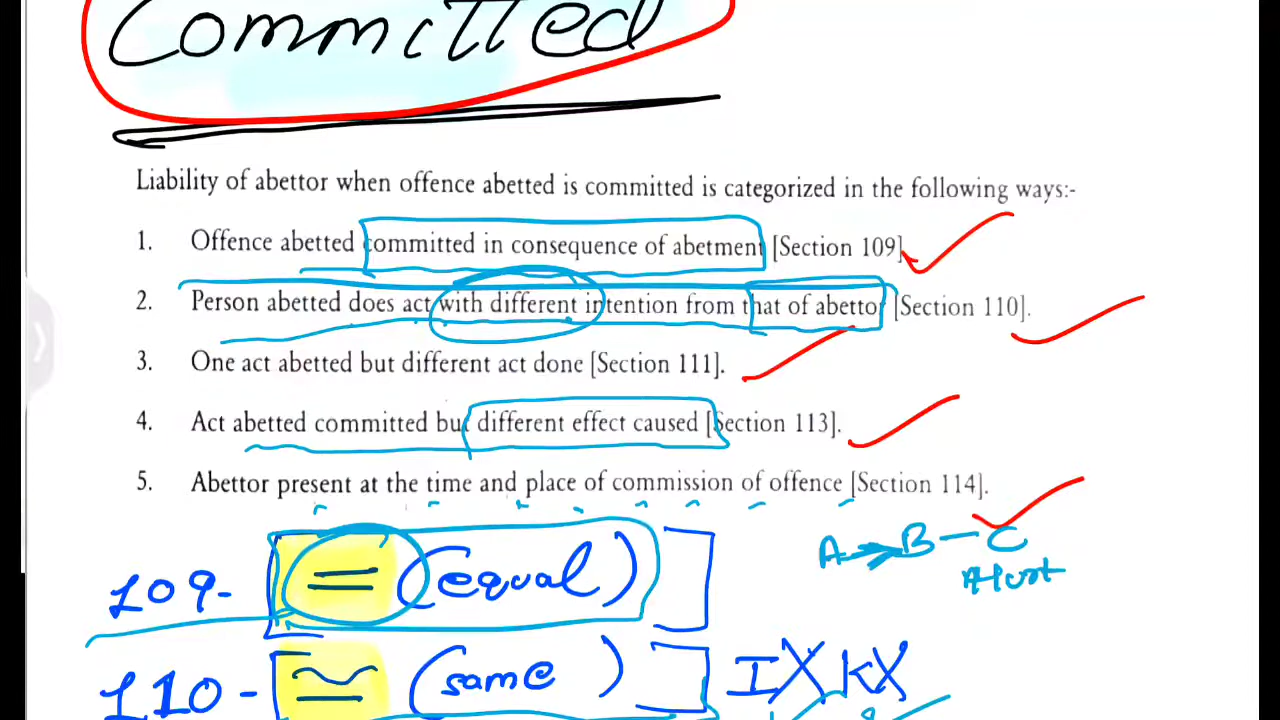 Committed
Liability of abettor when offence abetted is committed is categorized in the following ways:-
1. Offence abetted committed in consequence of abetment [Section 109].
2. Person abetted does act with different intention from that of abettor [Section 110].
3. One act abetted but different act done [Section 111].
4. Act abetted committed but different effect caused [Section 113].
5. Abettor present at the time and place of commission of offence [Section 114].
A → B — C
109- [= (equal)]
110- [≃ (same)] IX KX